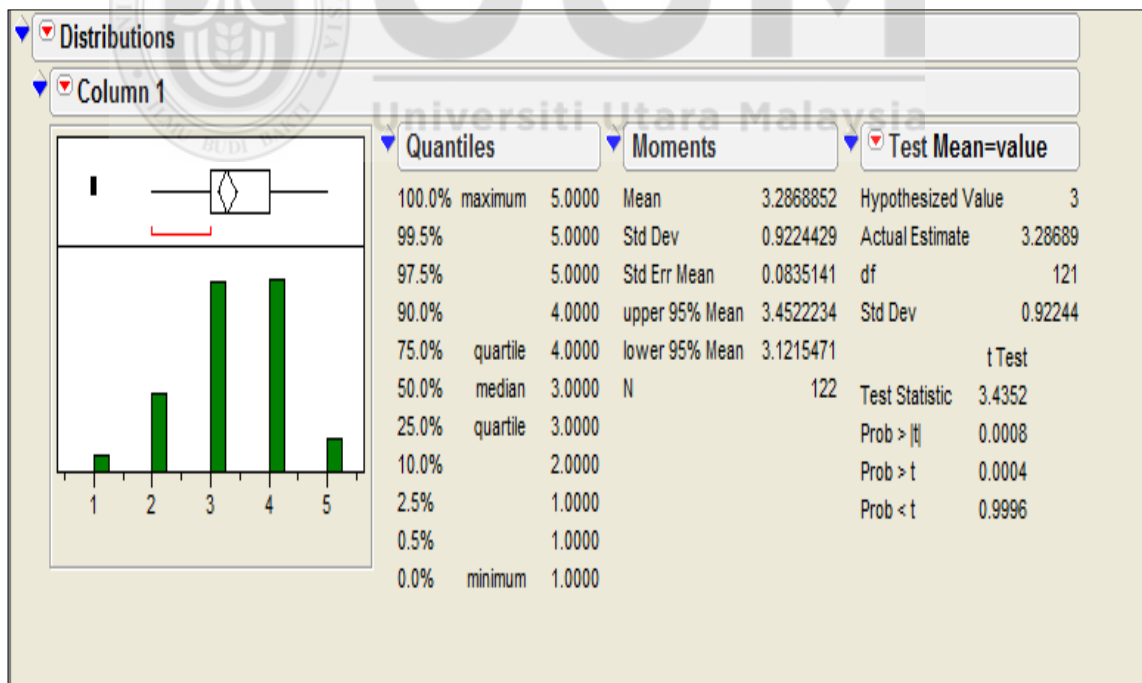 Distributions
Column 1
Universiti Utara Malaysia
BUDI BAKTI
1 2 3 4 5
Quantiles
100.0% maximum 5.0000
99.5% 5.0000
97.5% 5.0000
90.0% 4.0000
75.0% quartile 4.0000
50.0% median 3.0000
25.0% quartile 3.0000
10.0% 2.0000
2.5% 1.0000
0.5% 1.0000
0.0% minimum 1.0000
Moments
Mean 3.2868852
Std Dev 0.9224429
Std Err Mean 0.0835141
upper 95% Mean 3.4522234
lower 95% Mean 3.1215471
N 122
Test Mean=value
Hypothesized Value 3
Actual Estimate 3.28689
df 121
Std Dev 0.92244
t Test
Test Statistic 3.4352
Prob > |t| 0.0008
Prob > t 0.0004
Prob < t 0.9996